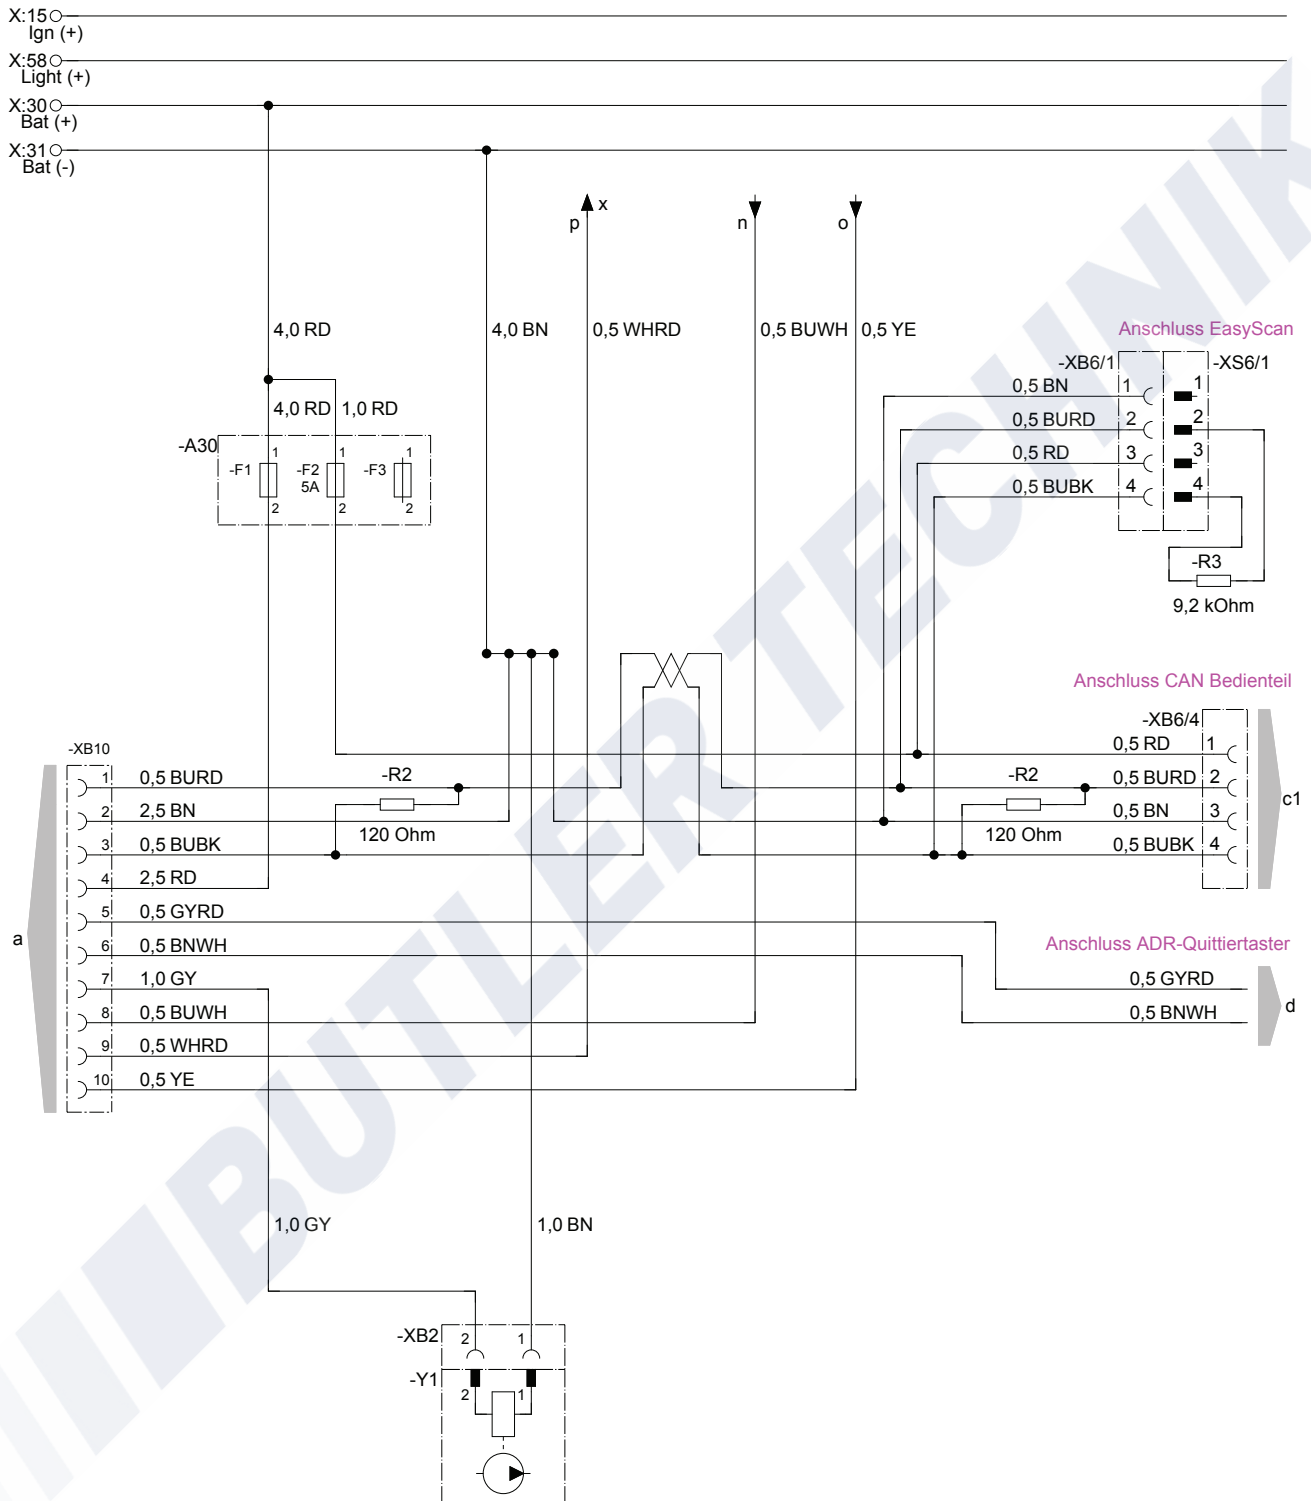 X:15
Ign (+)
X:58
Light (+)
X:30
Bat (+)
X:31
Bat (-)
p
x
n
o
4,0 RD
4,0 BN
0,5 WHRD
0,5 BUWH
0,5 YE
Anschluss EasyScan
-XB6/1
-XS6/1
0,5 BN
1
1
0,5 BURD
2
2
0,5 RD
3
3
0,5 BUBK
4
4
-R3
9,2 kOhm
4,0 RD
1,0 RD
-A30
-F1
1
2
-F2
5A
1
2
-F3
1
2
Anschluss CAN Bedienteil
-XB6/4
0,5 RD
1
0,5 BURD
2
0,5 BN
3
0,5 BUBK
4
c1
-R2
120 Ohm
-R2
120 Ohm
-XB10
a
1
0,5 BURD
2
2,5 BN
3
0,5 BUBK
4
2,5 RD
5
0,5 GYRD
6
0,5 BNWH
7
1,0 GY
8
0,5 BUWH
9
0,5 WHRD
10
0,5 YE
Anschluss ADR-Quittiertaster
0,5 GYRD
0,5 BNWH
d
1,0 GY
1,0 BN
-XB2
2
1
-Y1
2
1
BUTLER TECHNIK